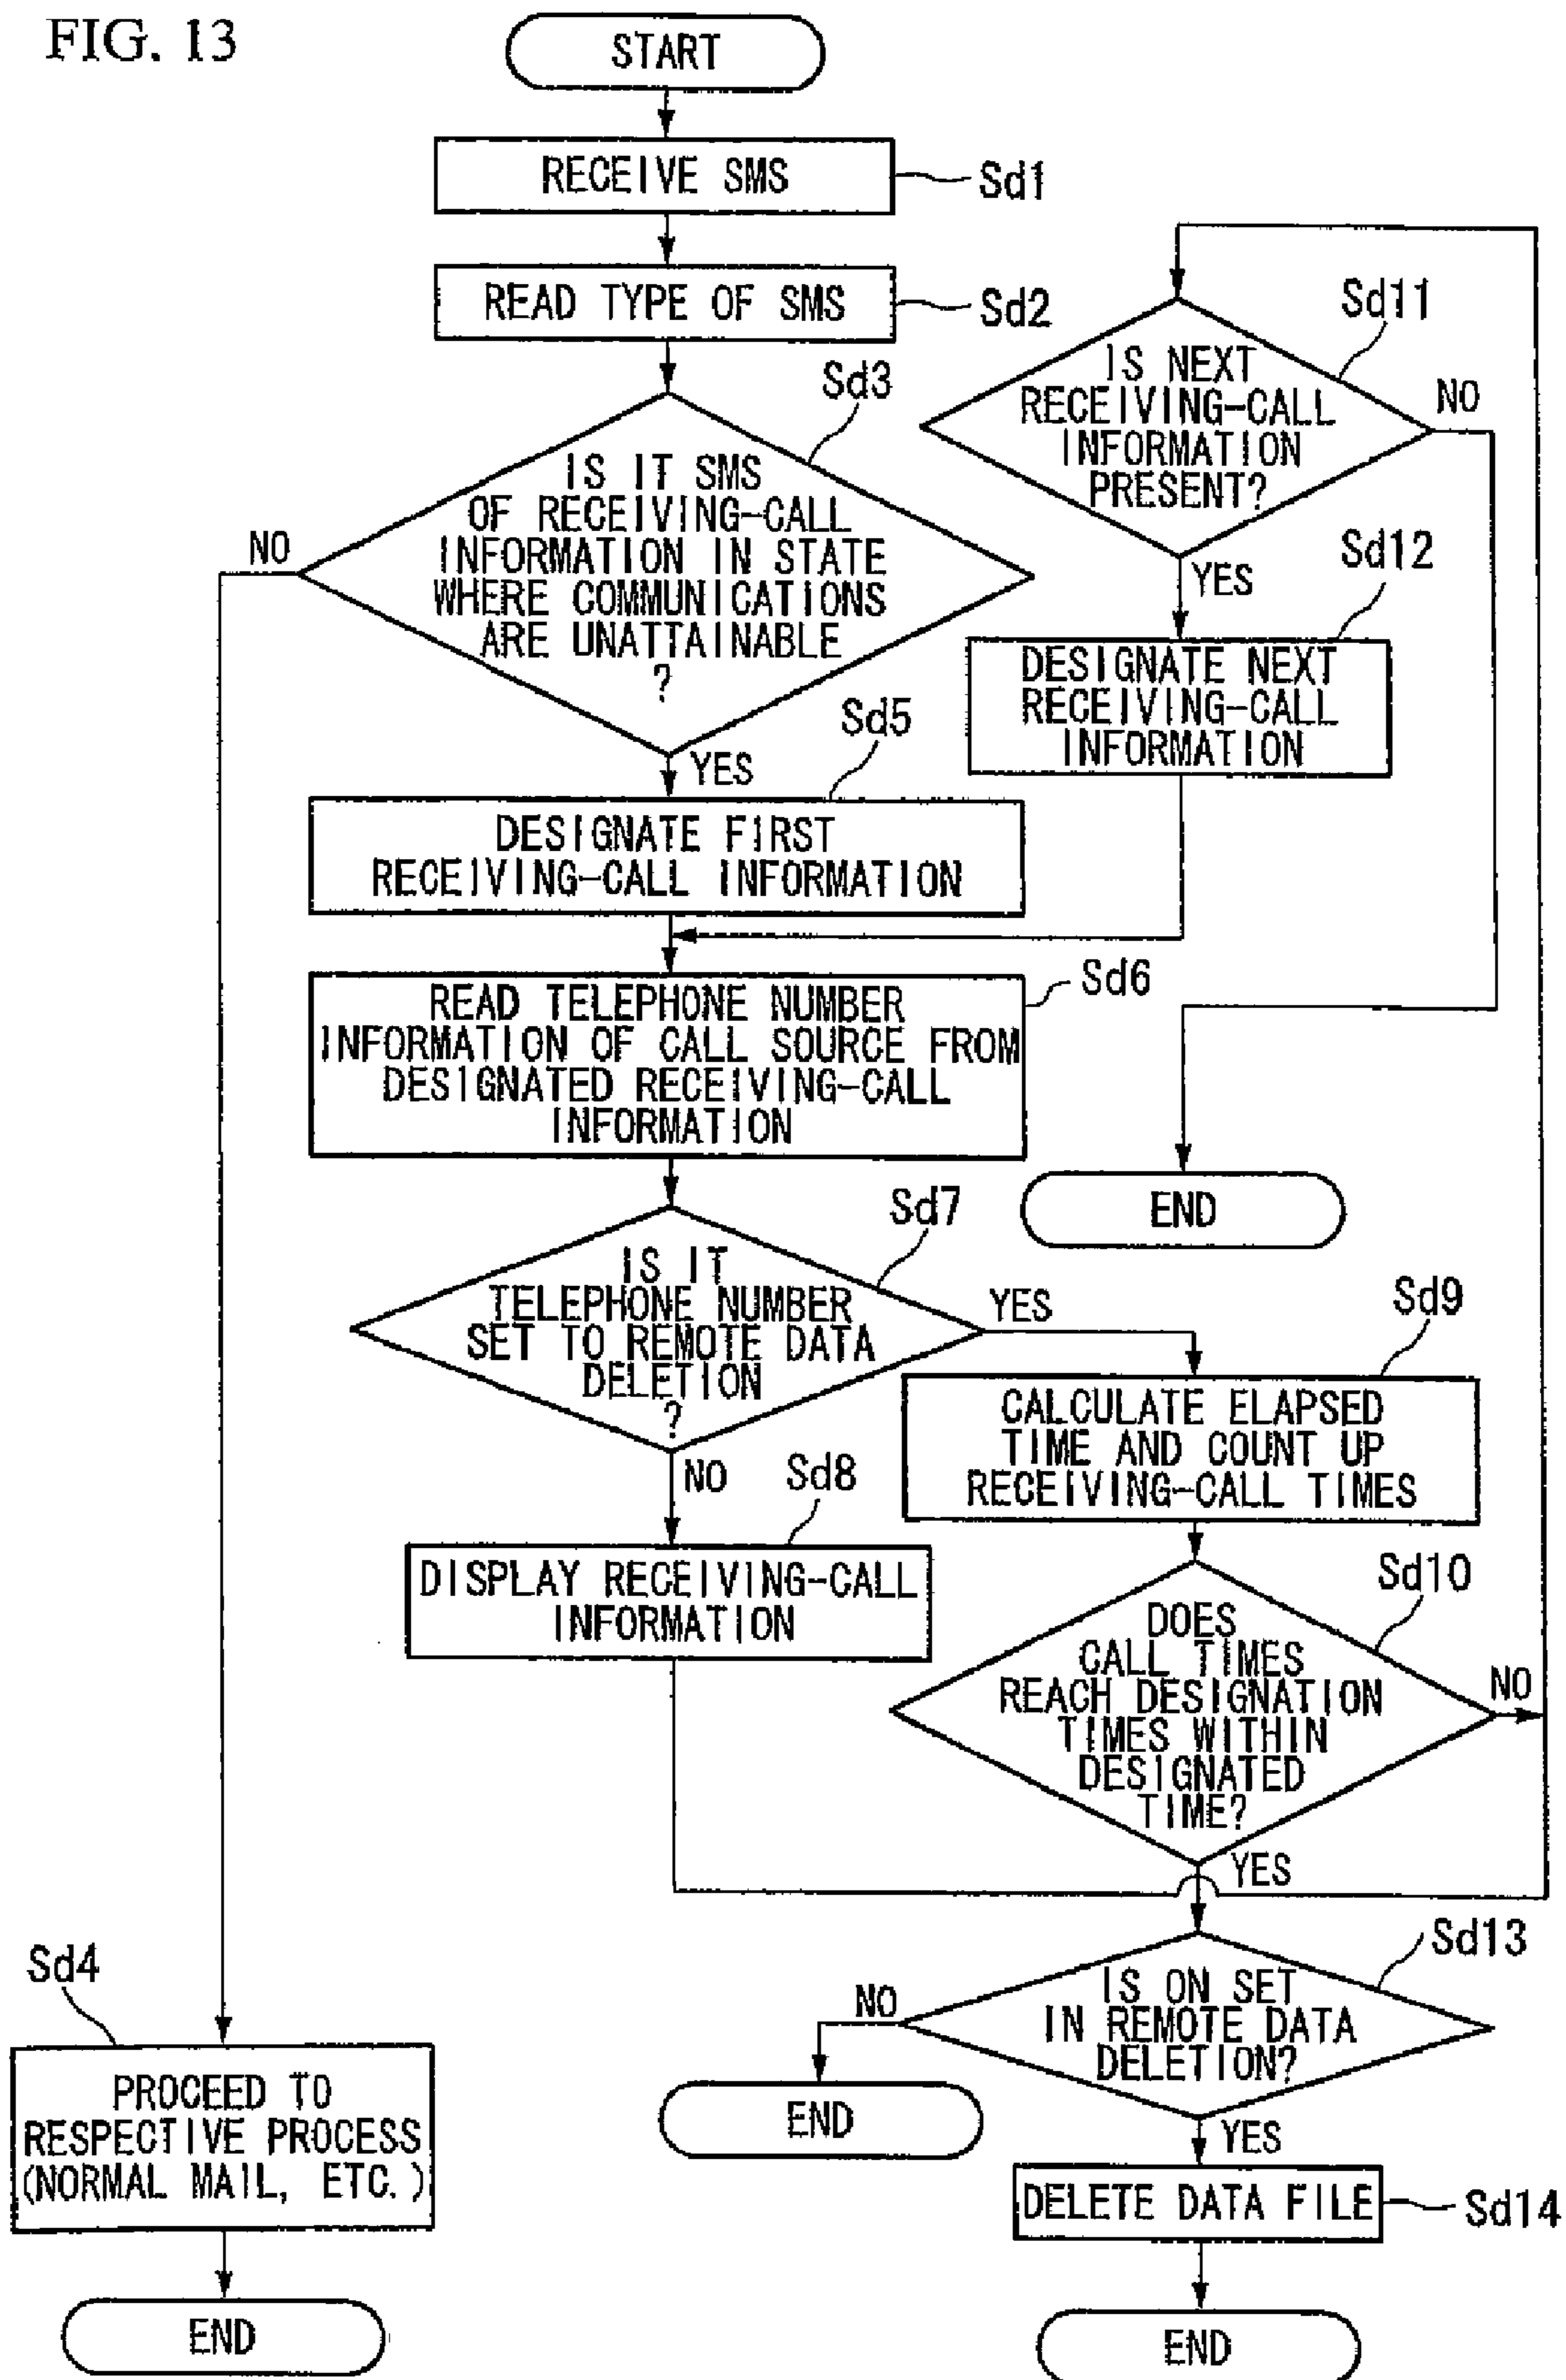 FIG. 13
START
RECEIVE SMS
Sd1
READ TYPE OF SMS
Sd2
Sd3
IS IT SMS
OF RECEIVING-CALL
INFORMATION IN STATE
WHERE COMMUNICATIONS
ARE UNATTAINABLE
?
NO
YES
Sd5
DESIGNATE FIRST
RECEIVING-CALL INFORMATION
Sd11
IS NEXT
RECEIVING-CALL
INFORMATION
PRESENT?
NO
YES
Sd12
DESIGNATE NEXT
RECEIVING-CALL
INFORMATION
Sd6
READ TELEPHONE NUMBER
INFORMATION OF CALL SOURCE FROM
DESIGNATED RECEIVING-CALL
INFORMATION
END
Sd7
IS IT
TELEPHONE NUMBER
SET TO REMOTE DATA
DELETION
?
YES
NO
Sd8
DISPLAY RECEIVING-CALL
INFORMATION
Sd9
CALCULATE ELAPSED
TIME AND COUNT UP
RECEIVING-CALL TIMES
Sd10
DOES
CALL TIMES
REACH DESIGNATION
TIMES WITHIN
DESIGNATED
TIME?
NO
YES
Sd13
IS ON SET
IN REMOTE DATA
DELETION?
NO
END
YES
DELETE DATA FILE
Sd14
END
Sd4
PROCEED TO
RESPECTIVE PROCESS
(NORMAL MAIL, ETC.)
END